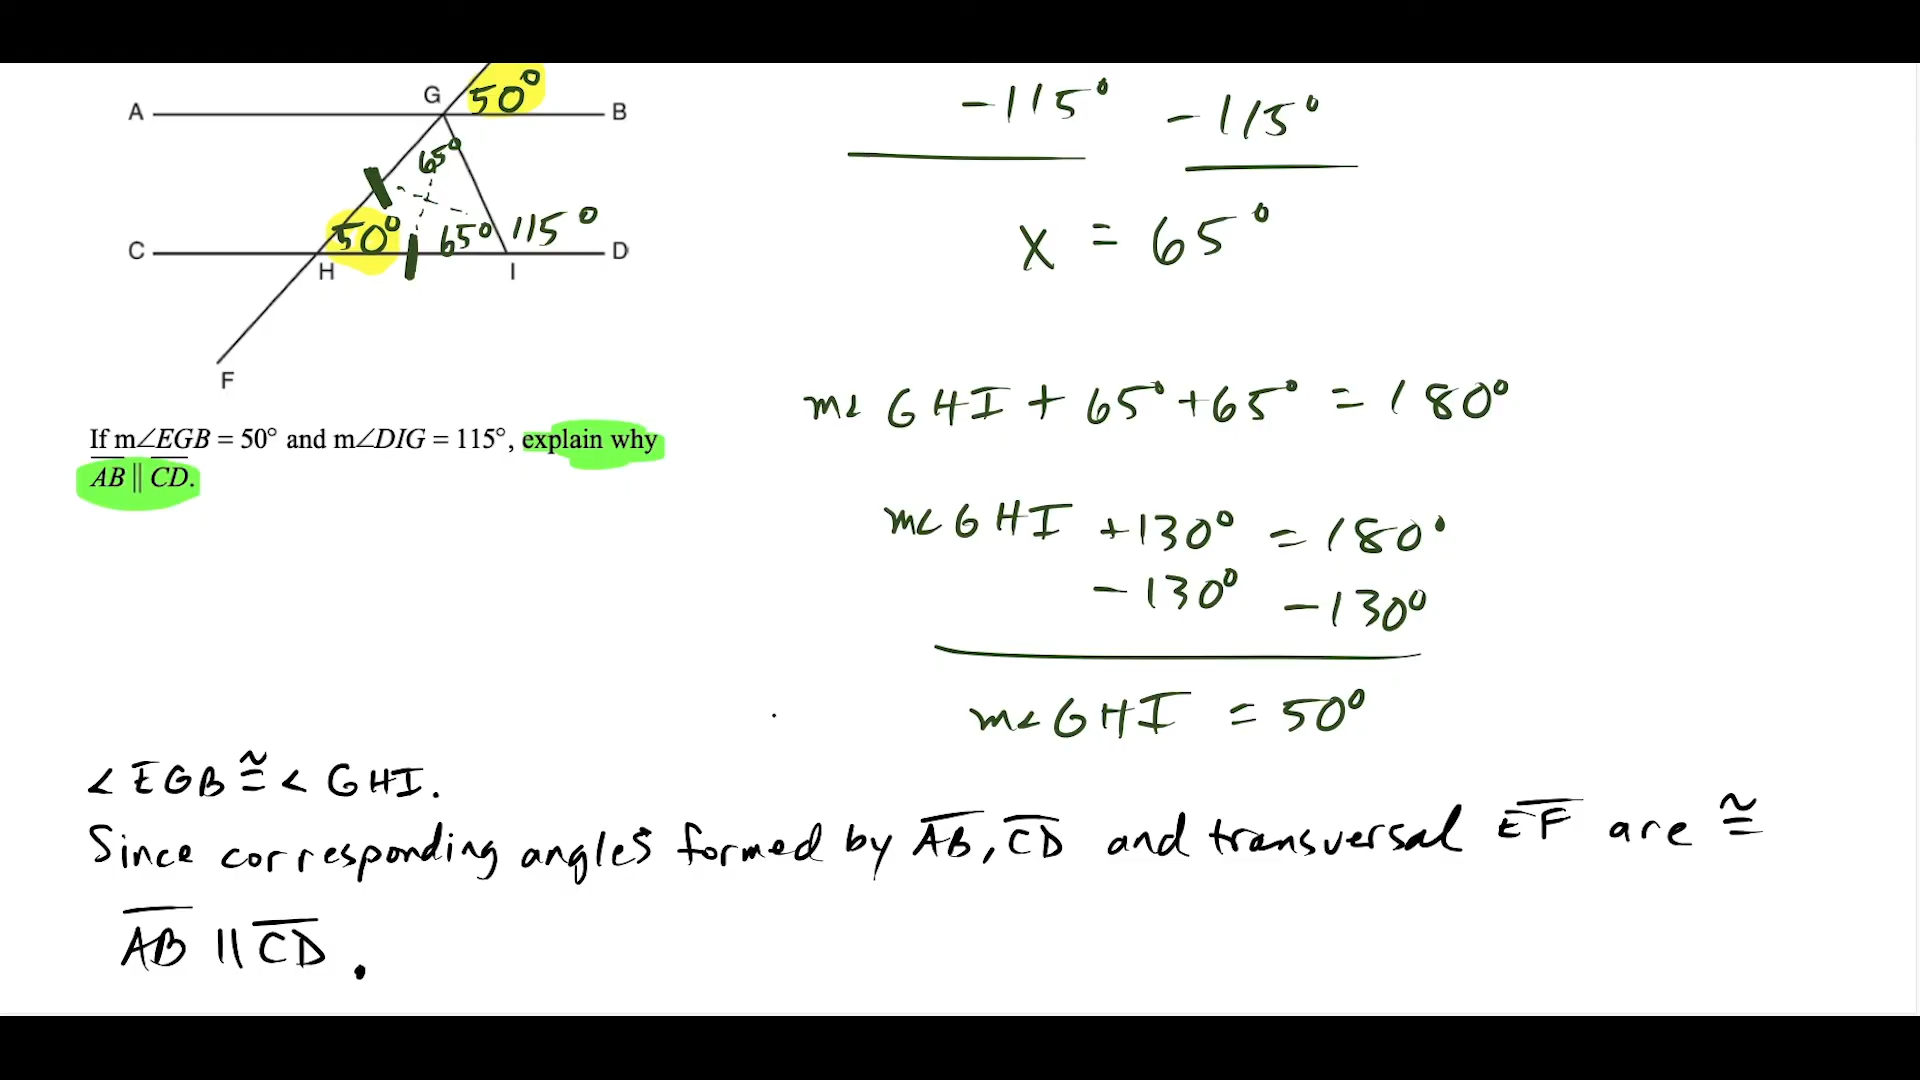 G 50°
A B
65°
50° 65° 115°
C D
H I
F
If m∠EGB = 50° and m∠DIG = 115°, explain why
AB || CD.
-115° -115°
x = 65°
m∠GHI + 65° + 65° = 180°
m∠GHI + 130° = 180°
-130° -130°
m∠GHI = 50°
∠EGB ≅ ∠GHI.
Since corresponding angles formed by AB, CD and transversal EF are ≅
AB || CD.